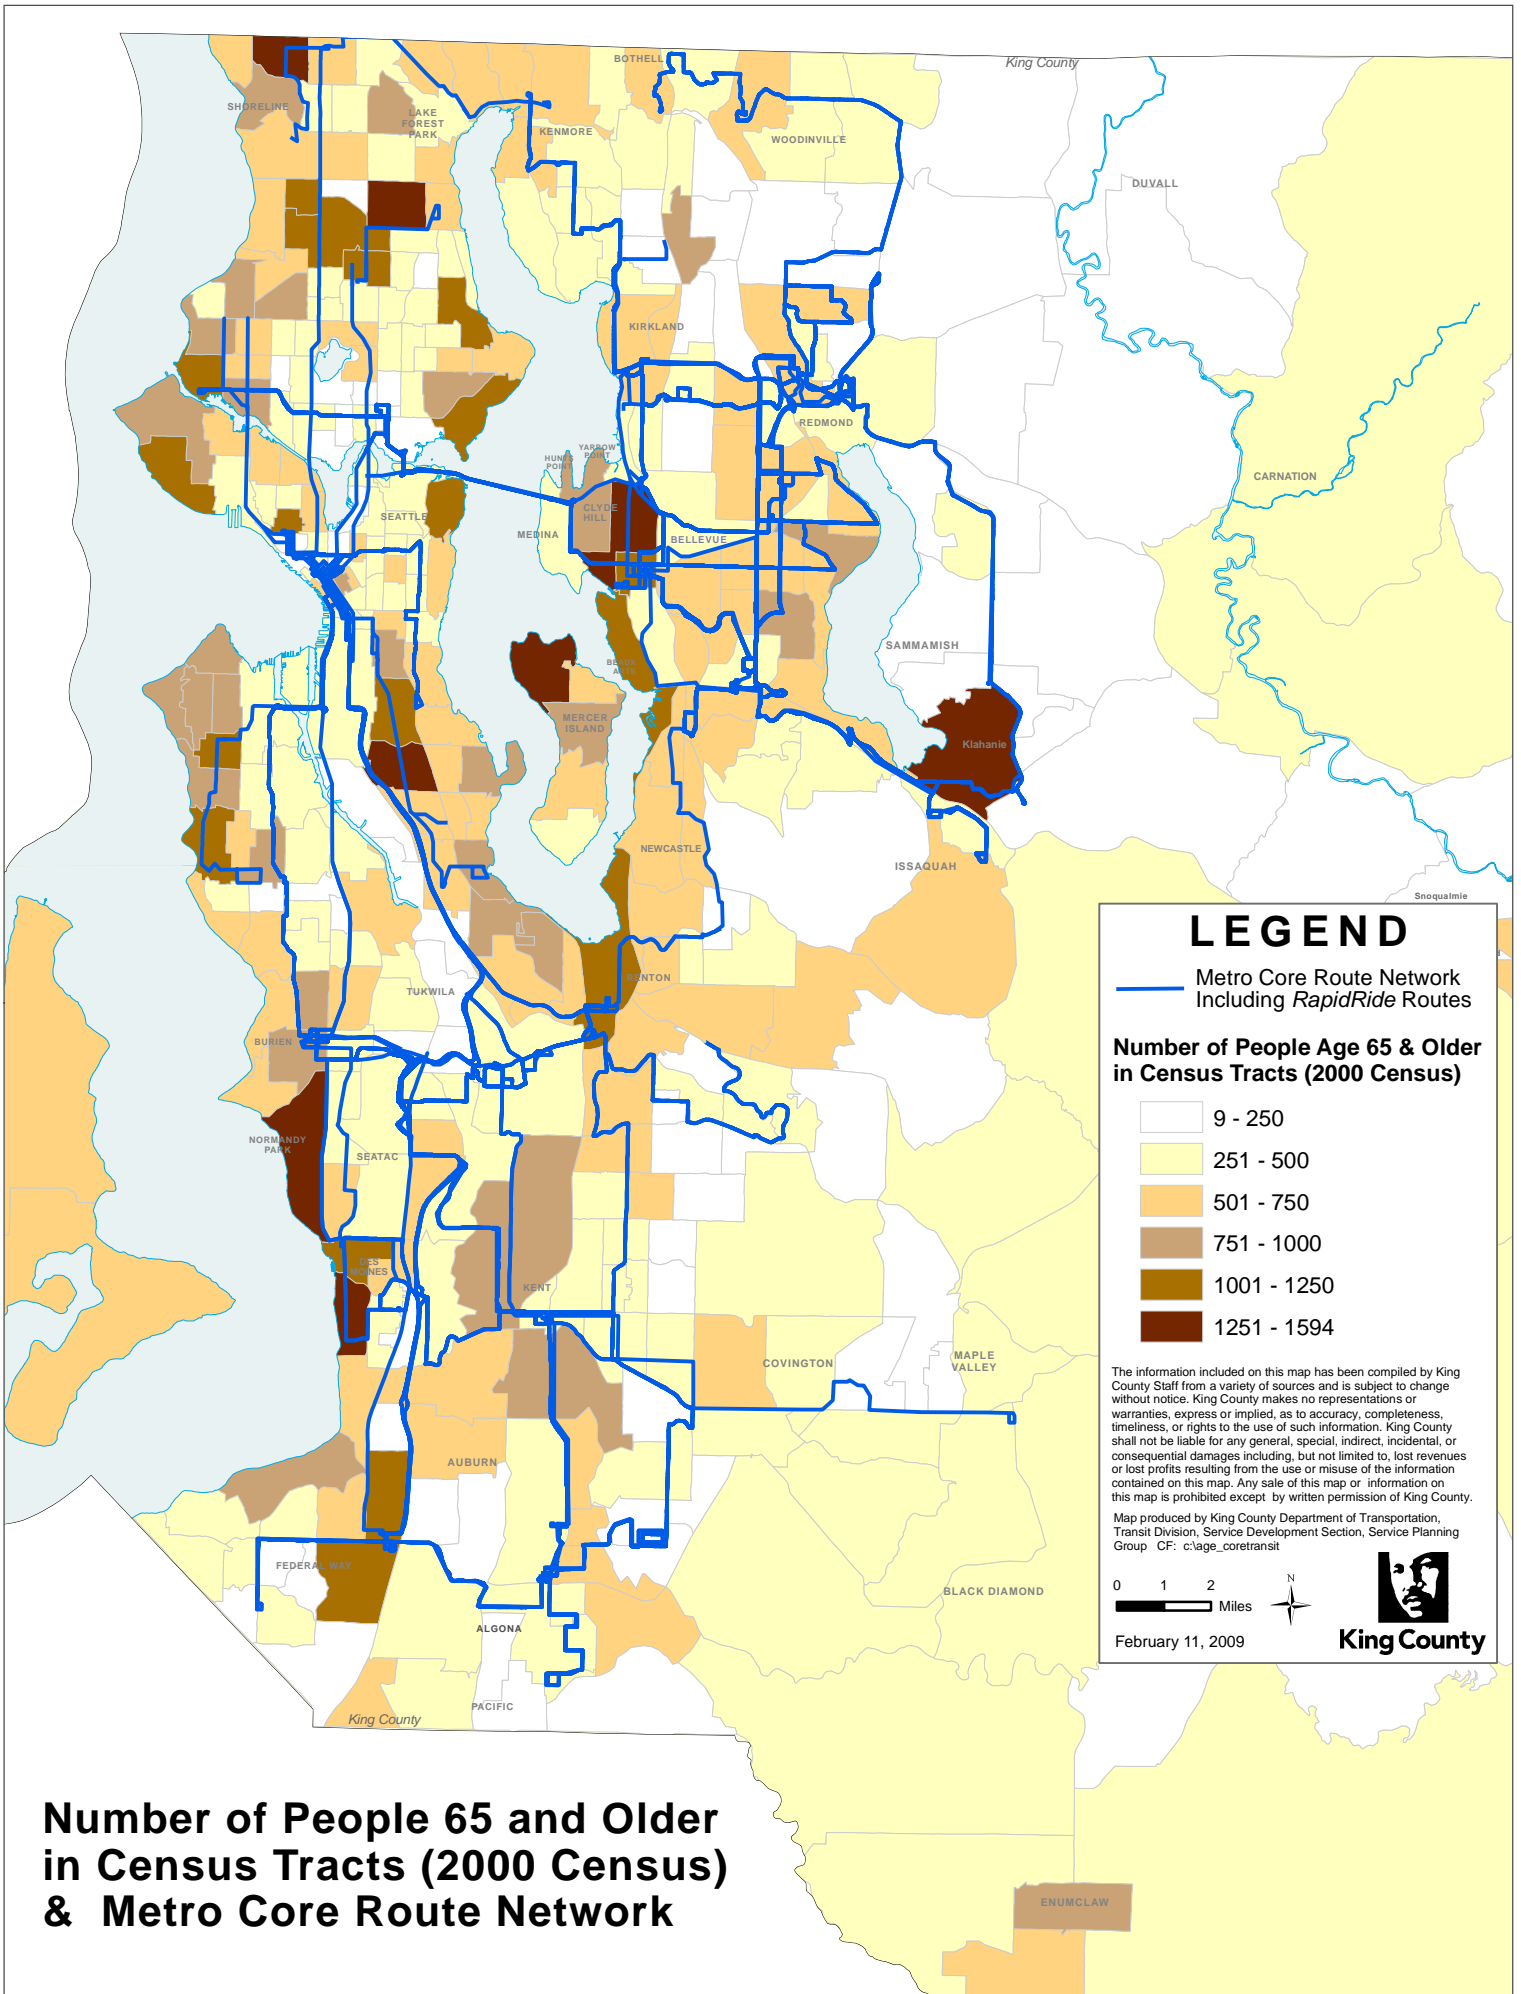 King County
BOTHELL
SHORELINE
LAKE
FOREST
PARK
KENMORE
WOODINVILLE
DUVALL
KIRKLAND
REDMOND
YARROW
POINT
HUNTS
POINT
CARNATION
CLYDE
HILL
SEATTLE
MEDINA
BELLEVUE
SAMMAMISH
BEAUX
ARTS
MERCER
ISLAND
Klahanie
NEWCASTLE
ISSAQUAH
Snoqualmie
RENTON
TUKWILA
BURIEN
NORMANDY
PARK
SEATAC
DES
MOINES
KENT
COVINGTON
MAPLE
VALLEY
AUBURN
FEDERAL WAY
BLACK DIAMOND
ALGONA
PACIFIC
King County
ENUMCLAW
LEGEND
Metro Core Route Network
Including RapidRide Routes
Number of People Age 65 & Older
in Census Tracts (2000 Census)
9 - 250
251 - 500
501 - 750
751 - 1000
1001 - 1250
1251 - 1594
The information included on this map has been compiled by King
County Staff from a variety of sources and is subject to change
without notice. King County makes no representations or
warranties, express or implied, as to accuracy, completeness,
timeliness, or rights to the use of such information. King County
shall not be liable for any general, special, indirect, incidental, or
consequential damages including, but not limited to, lost revenues
or lost profits resulting from the use or misuse of the information
contained on this map. Any sale of this map or information on
this map is prohibited except by written permission of King County.
Map produced by King County Department of Transportation,
Transit Division, Service Development Section, Service Planning
Group CF: c:\age_coretransit
0 1 2
Miles
N
February 11, 2009
King County
Number of People 65 and Older
in Census Tracts (2000 Census)
& Metro Core Route Network